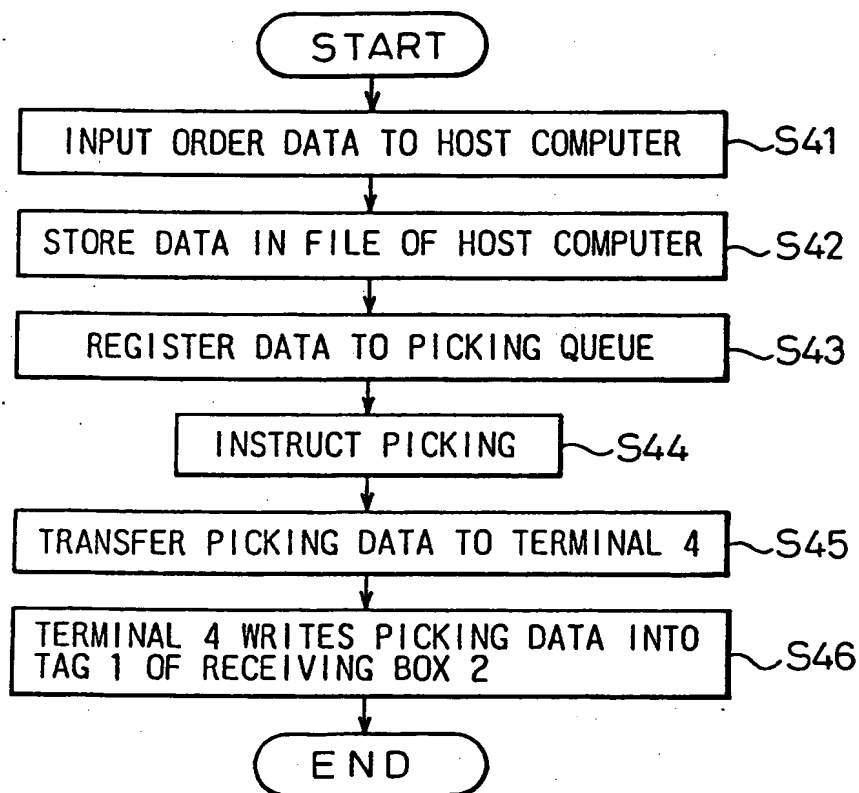 START
INPUT ORDER DATA TO HOST COMPUTER
S41
STORE DATA IN FILE OF HOST COMPUTER
S42
REGISTER DATA TO PICKING QUEUE
S43
INSTRUCT PICKING
S44
TRANSFER PICKING DATA TO TERMINAL 4
S45
TERMINAL 4 WRITES PICKING DATA INTO
TAG 1 OF RECEIVING BOX 2
S46
END